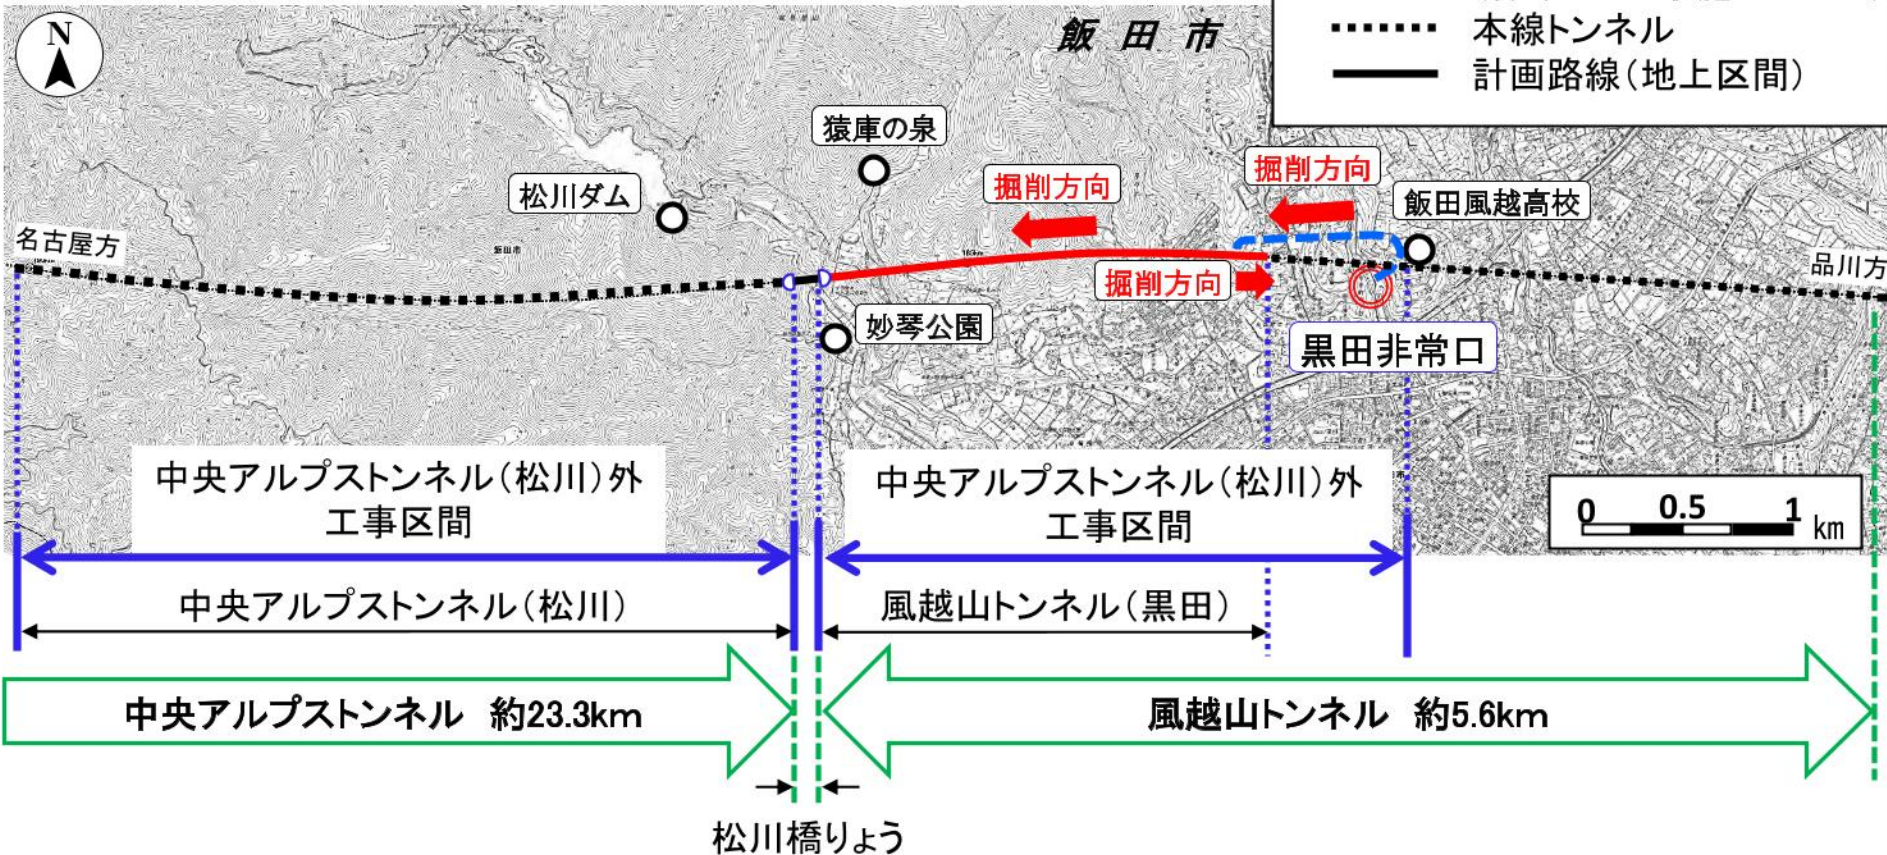 N
飯田市
本線トンネル
計画路線（地上区間）
猿庫の泉
松川ダム
掘削方向
掘削方向
飯田風越高校
名古屋方
飯田市
品川方
掘削方向
妙琴公園
黒田非常口
中央アルプストンネル（松川）外
工事区間
中央アルプストンネル（松川）外
工事区間
0 0.5 1 km
中央アルプストンネル（松川）
風越山トンネル（黒田）
中央アルプストンネル 約23.3km
風越山トンネル 約5.6km
松川橋りょう